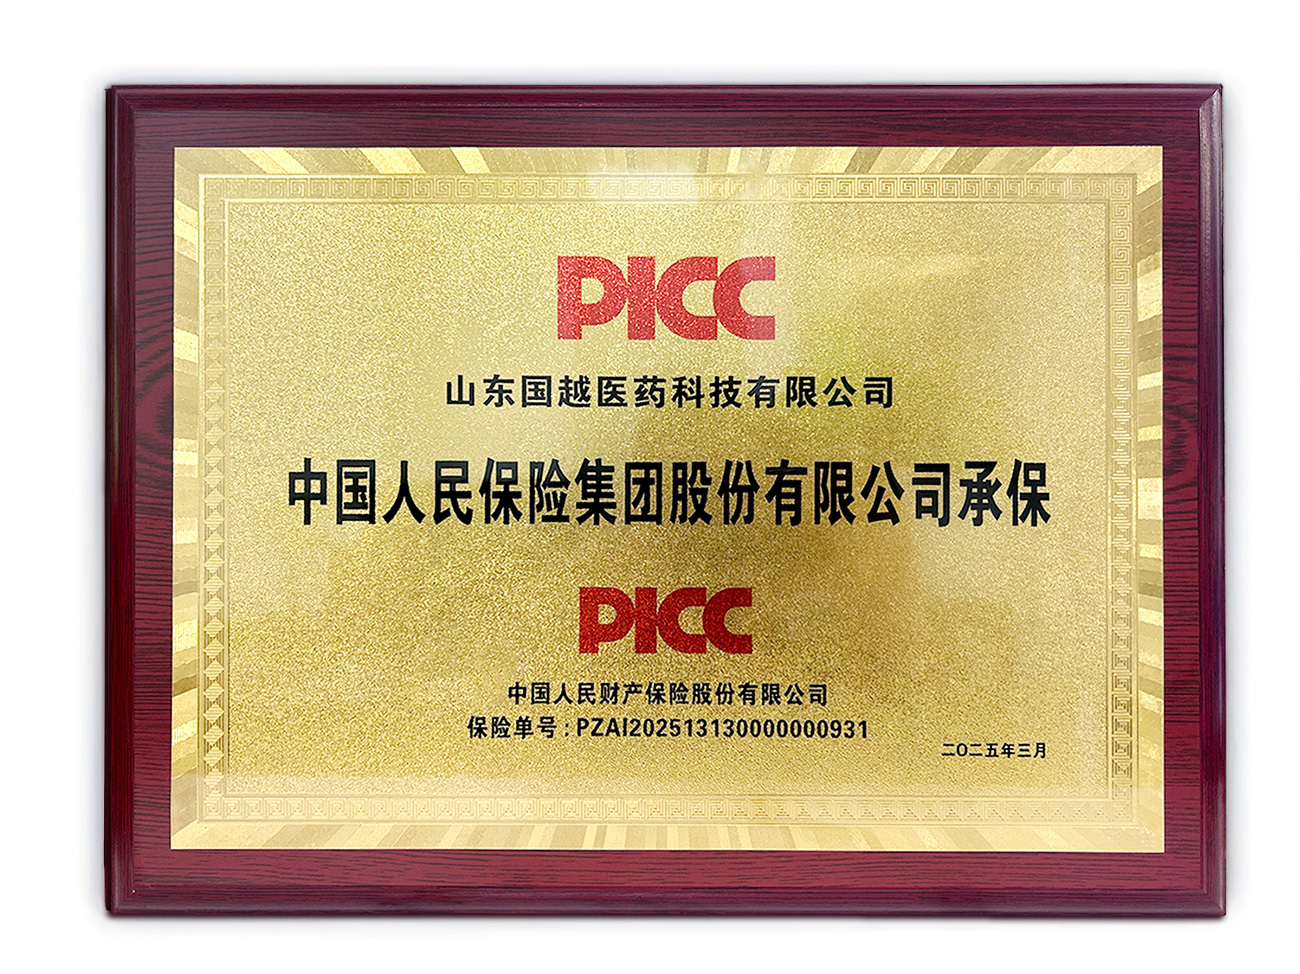 PICC
山东国越医药科技有限公司
中国人民保险集团股份有限公司承保
PICC
中国人民财产保险股份有限公司
保险单号:PZAI202513130000000931
二〇二五年三月